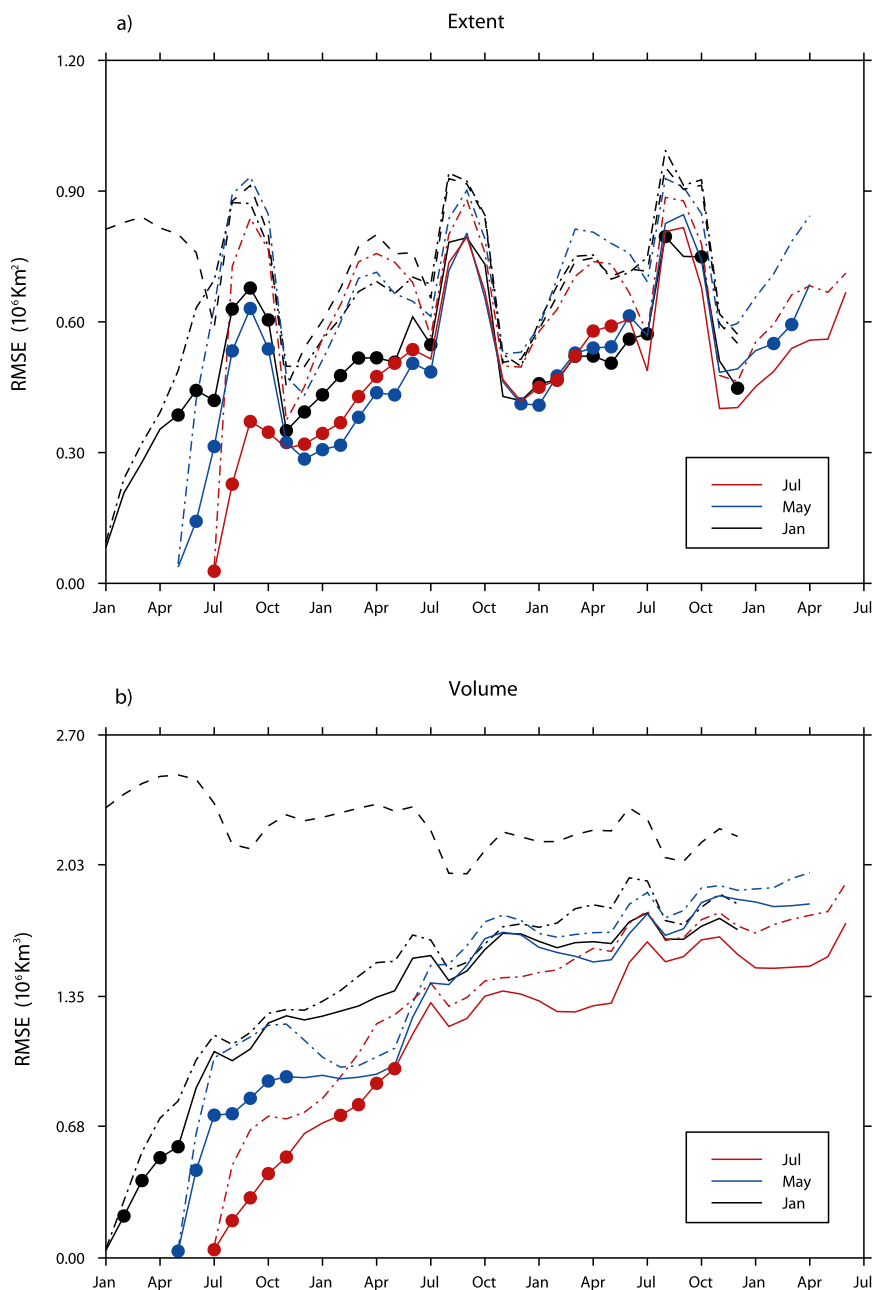 a)
Extent
1.20
0.90
0.60
0.30
0.00
RMSE (10⁶Km²)
Jul
May
Jan
Jan Apr Jul Oct Jan Apr Jul Oct Jan Apr Jul Oct Jan Apr Jul
b)
Volume
2.70
2.03
1.35
0.68
0.00
RMSE (10⁶Km³)
Jul
May
Jan
Jan Apr Jul Oct Jan Apr Jul Oct Jan Apr Jul Oct Jan Apr Jul